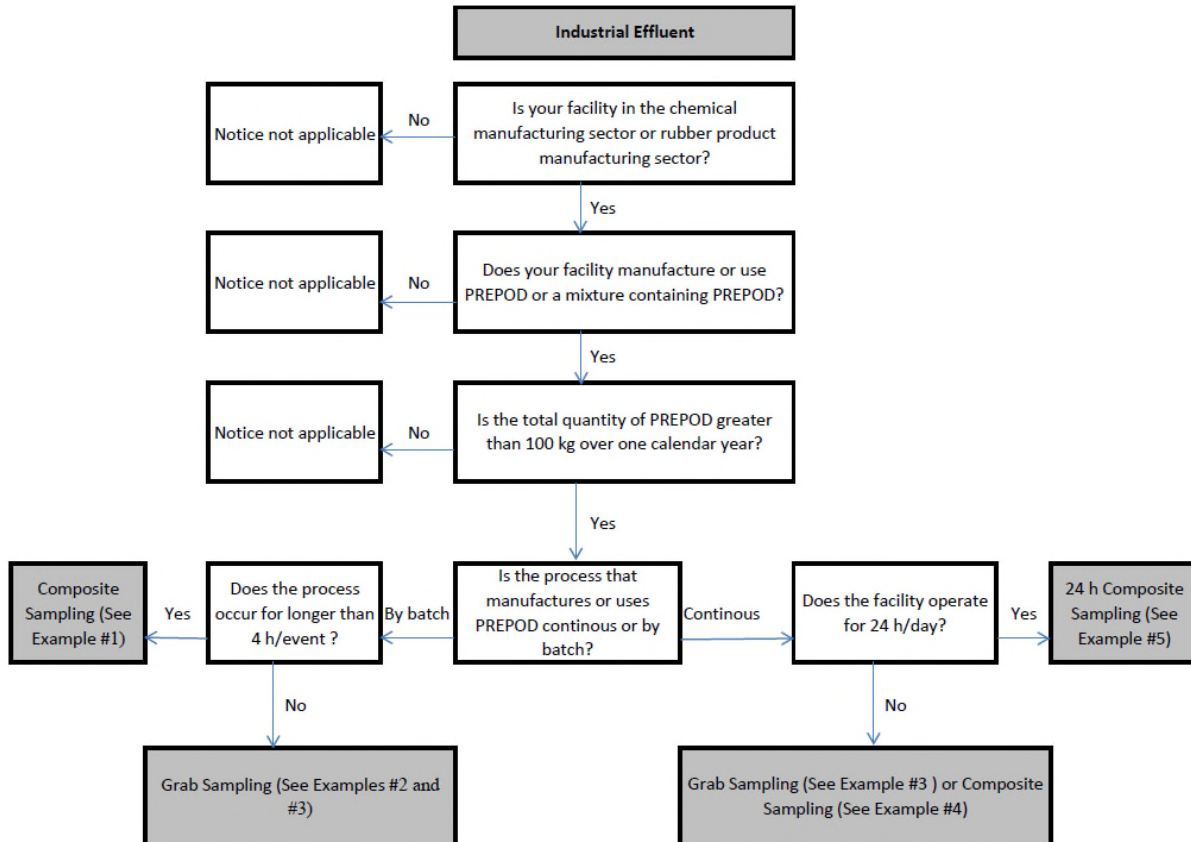 Industrial Effluent
Notice not applicable
No
Is your facility in the chemical
manufacturing sector or rubber product
manufacturing sector?
Yes
Notice not applicable
No
Does your facility manufacture or use
PREPOD or a mixture containing PREPOD?
Yes
Notice not applicable
No
Is the total quantity of PREPOD greater
than 100 kg over one calendar year?
Yes
Composite
Sampling (See
Example #1)
Yes
Does the process
occur for longer than
4 h/event ?
By batch
Is the process that
manufactures or uses
PREPOD continous or by
batch?
Continous
Does the facility operate
for 24 h/day?
Yes
24 h Composite
Sampling (See
Example #5)
No
No
Grab Sampling (See Examples #2 and
#3)
Grab Sampling (See Example #3 ) or Composite
Sampling (See Example #4)